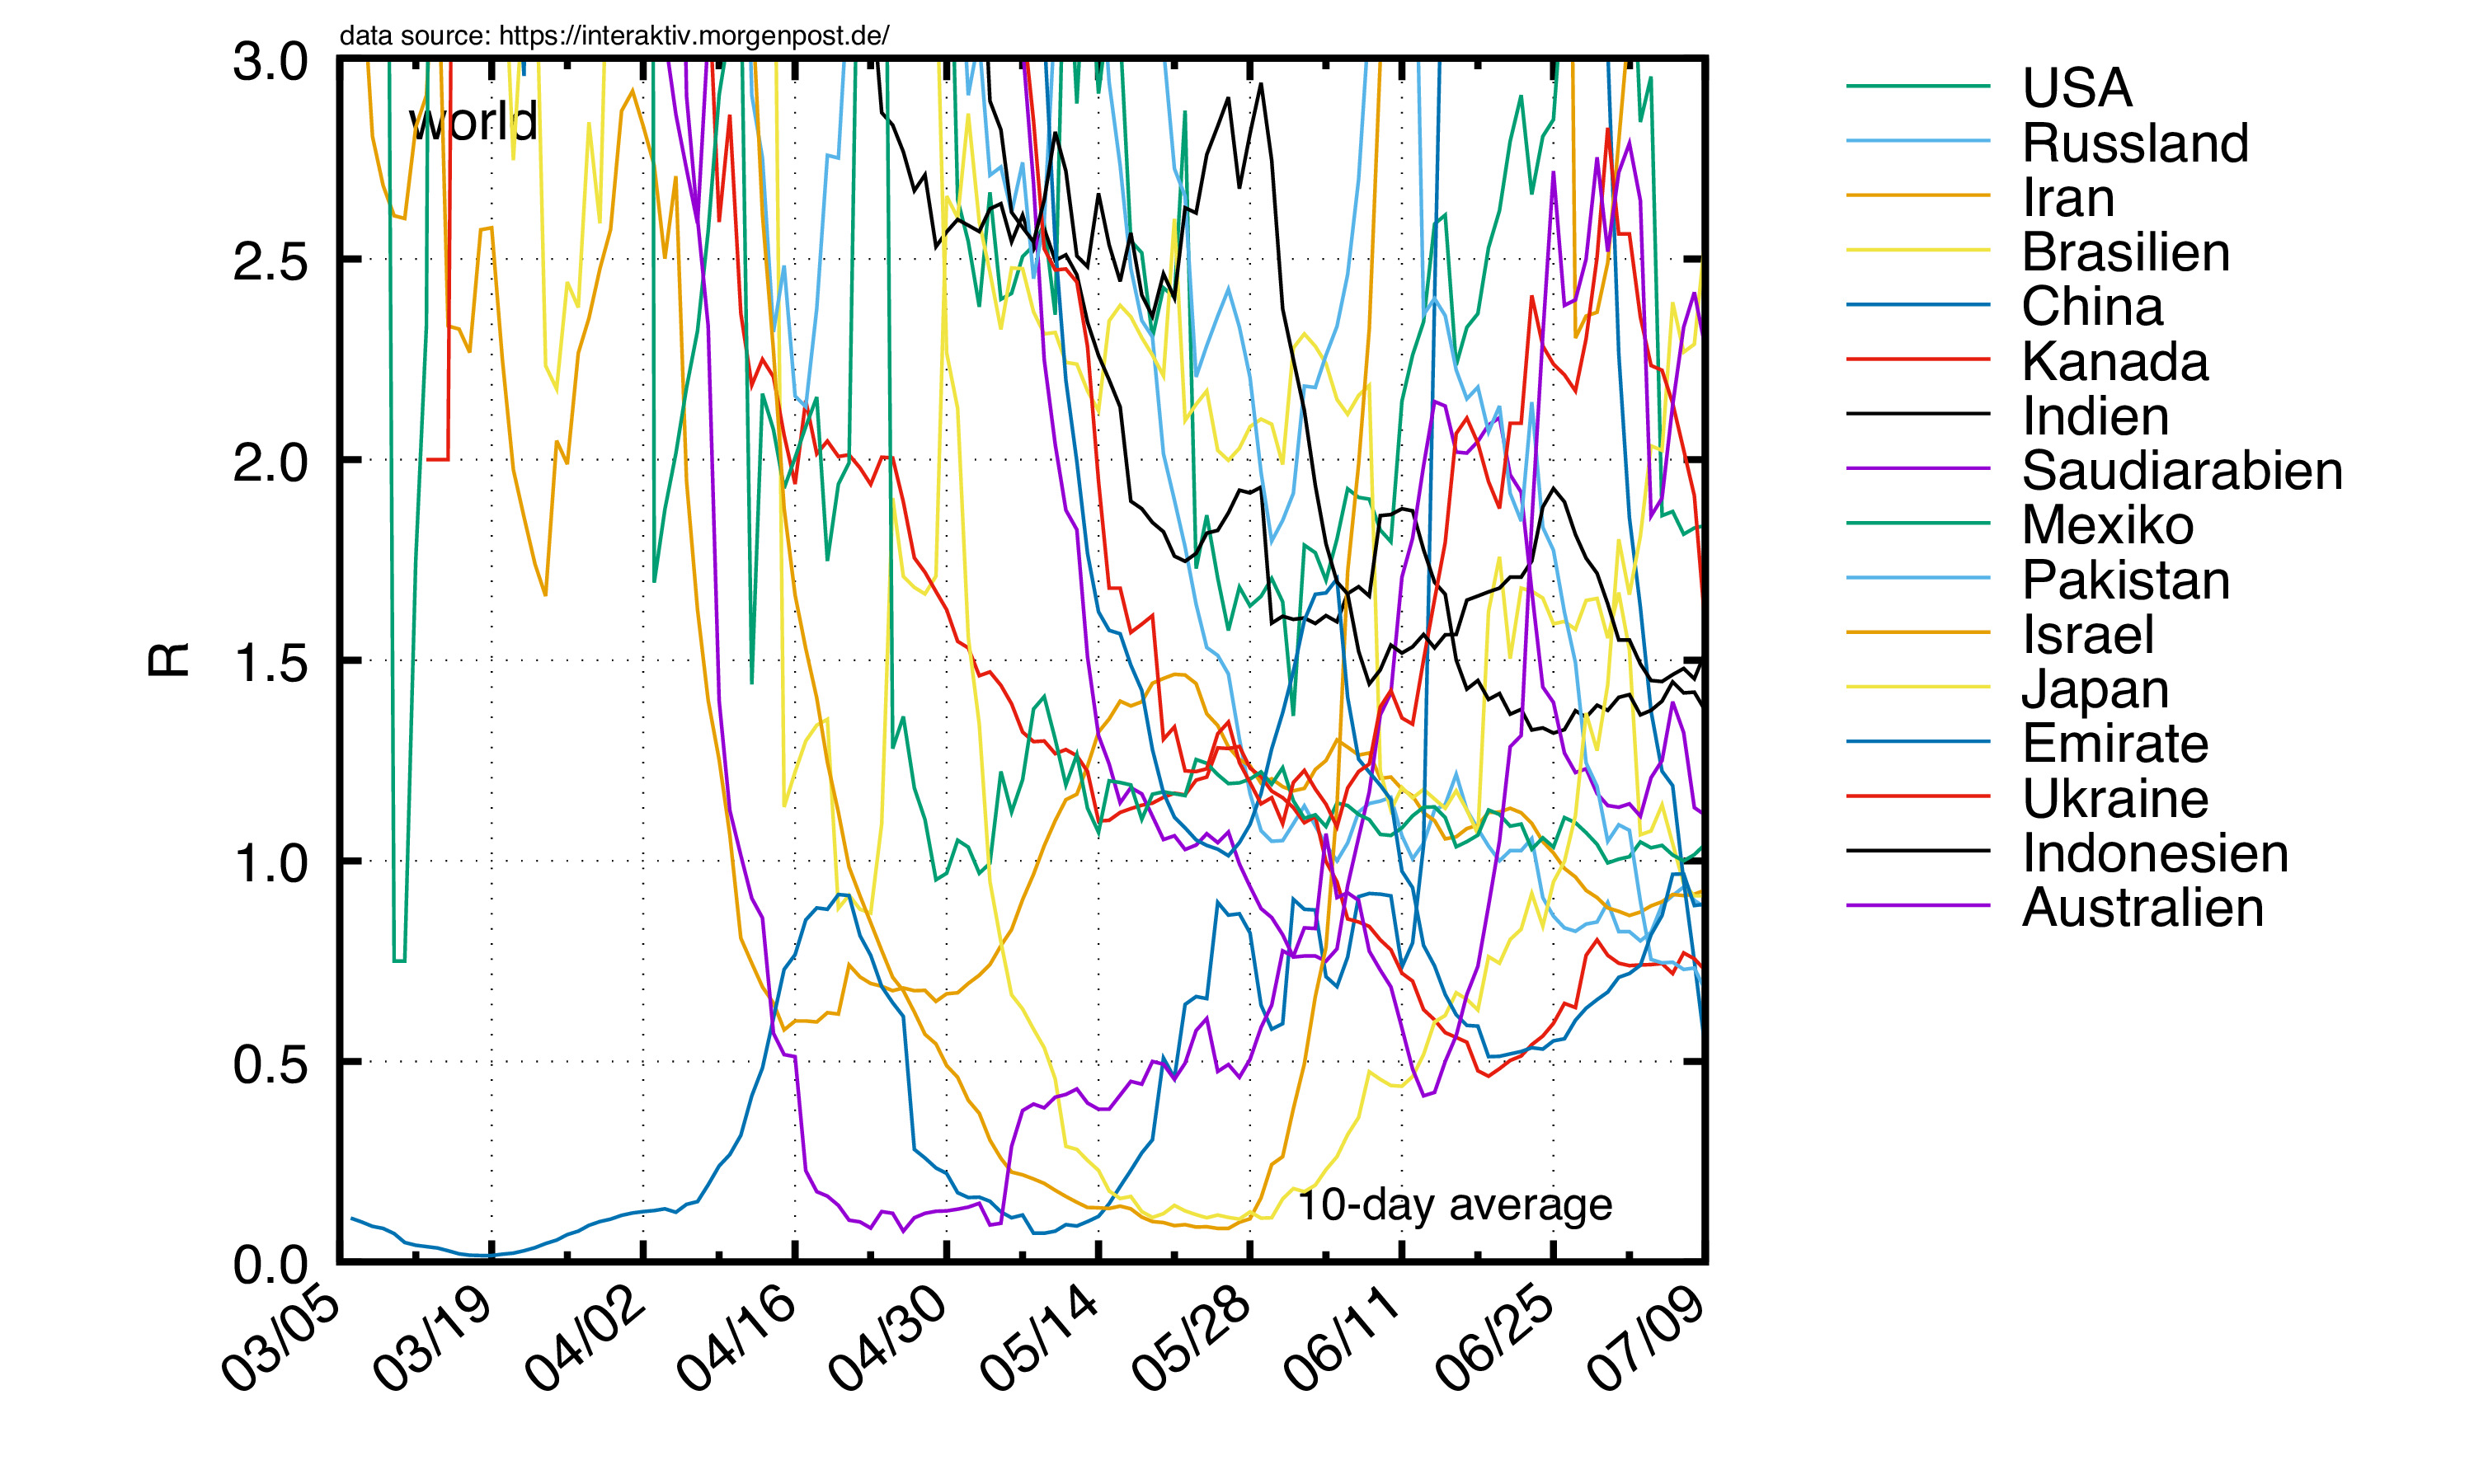 data source: https://interaktiv.morgenpost.de/
world
R
3.0
2.5
2.0
1.5
1.0
0.5
0.0
10-day average
03/05
03/19
04/02
04/16
04/30
05/14
05/28
06/11
06/25
07/09
USA
Russland
Iran
Brasilien
China
Kanada
Indien
Saudiarabien
Mexiko
Pakistan
Israel
Japan
Emirate
Ukraine
Indonesien
Australien